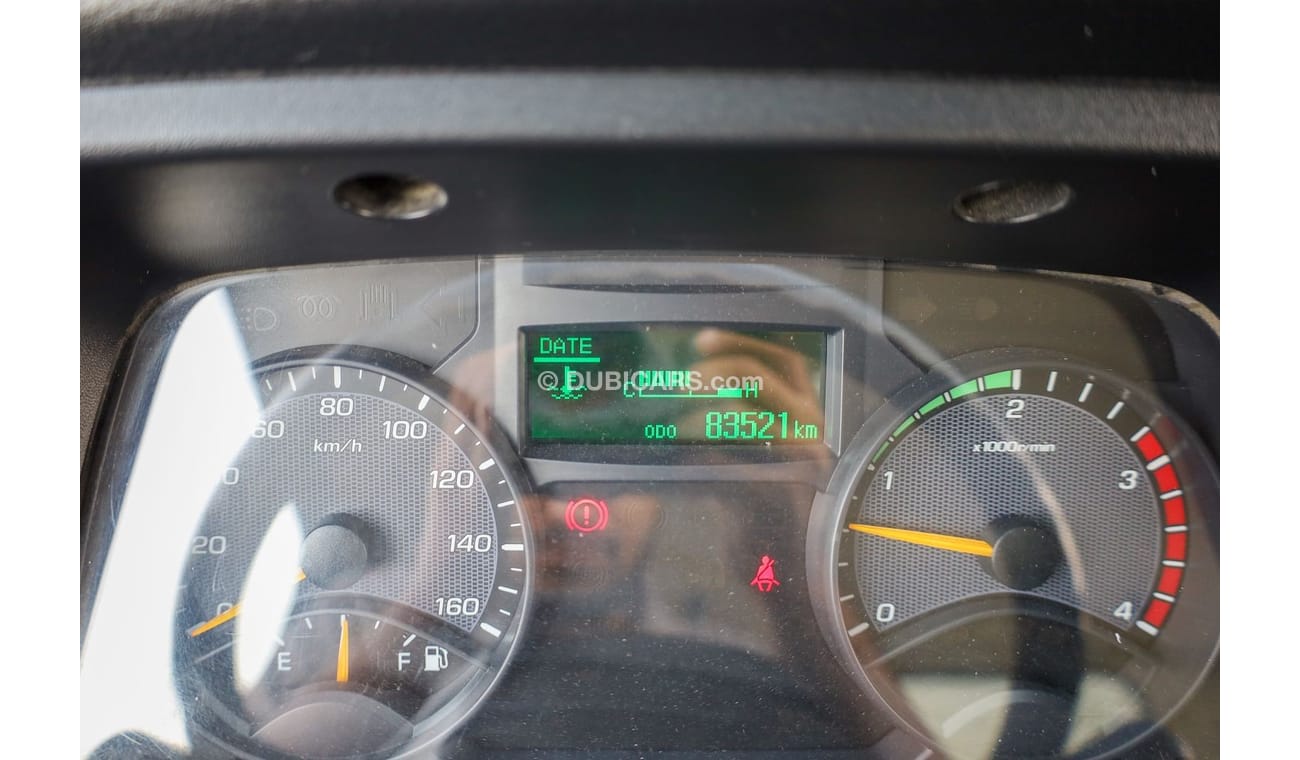 DATE
© DUBICARS.com
C H
ODO 83521 km
60 80 100 120 140 160
km/h
20
0
E F
0 1 2 3 4
x1000r/min